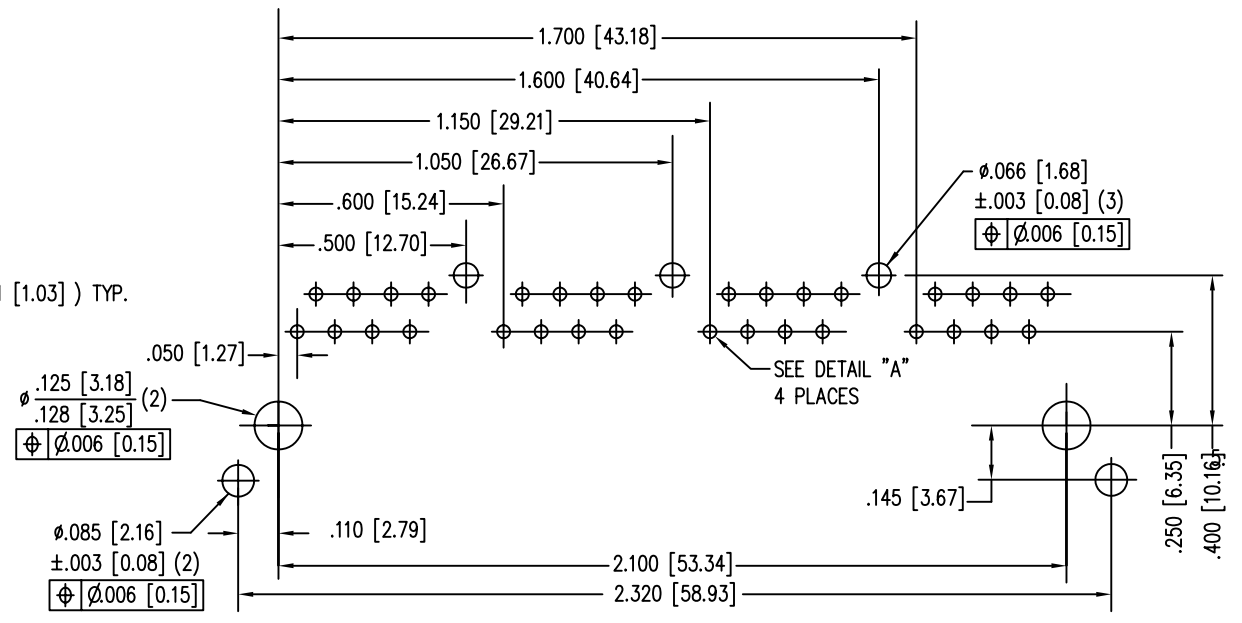 1.700 [43.18]
1.600 [40.64]
1.150 [29.21]
1.050 [26.67]
.600 [15.24]
.500 [12.70]
ø.066 [1.68]
±.003 [0.08] (3)
⌖ Ø.006 [0.15]
[1.03] ) TYP.
.050 [1.27]
SEE DETAIL "A"
4 PLACES
ø .125 [3.18]
.128 [3.25] (2)
⌖ Ø.006 [0.15]
.145 [3.67]
.250 [6.35]
.400 [10.16]
ø.085 [2.16]
±.003 [0.08] (2)
⌖ Ø.006 [0.15]
.110 [2.79]
2.100 [53.34]
2.320 [58.93]